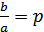 b/a = p